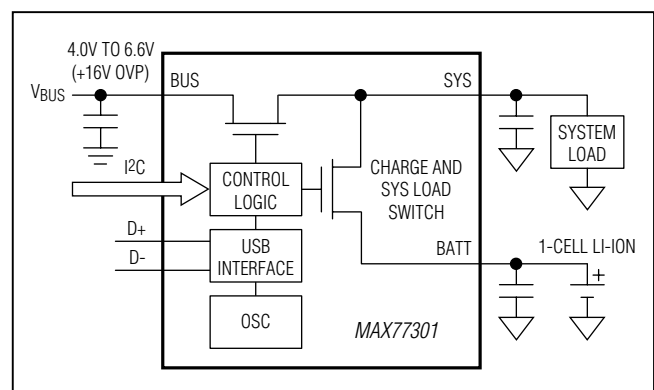 4.0V TO 6.6V
(+16V OVP)
VBUS
BUS
SYS
SYSTEM
LOAD
I2C
CONTROL
LOGIC
CHARGE AND
SYS LOAD
SWITCH
D+
D-
USB
INTERFACE
BATT
1-CELL LI-ION
+
OSC
MAX77301